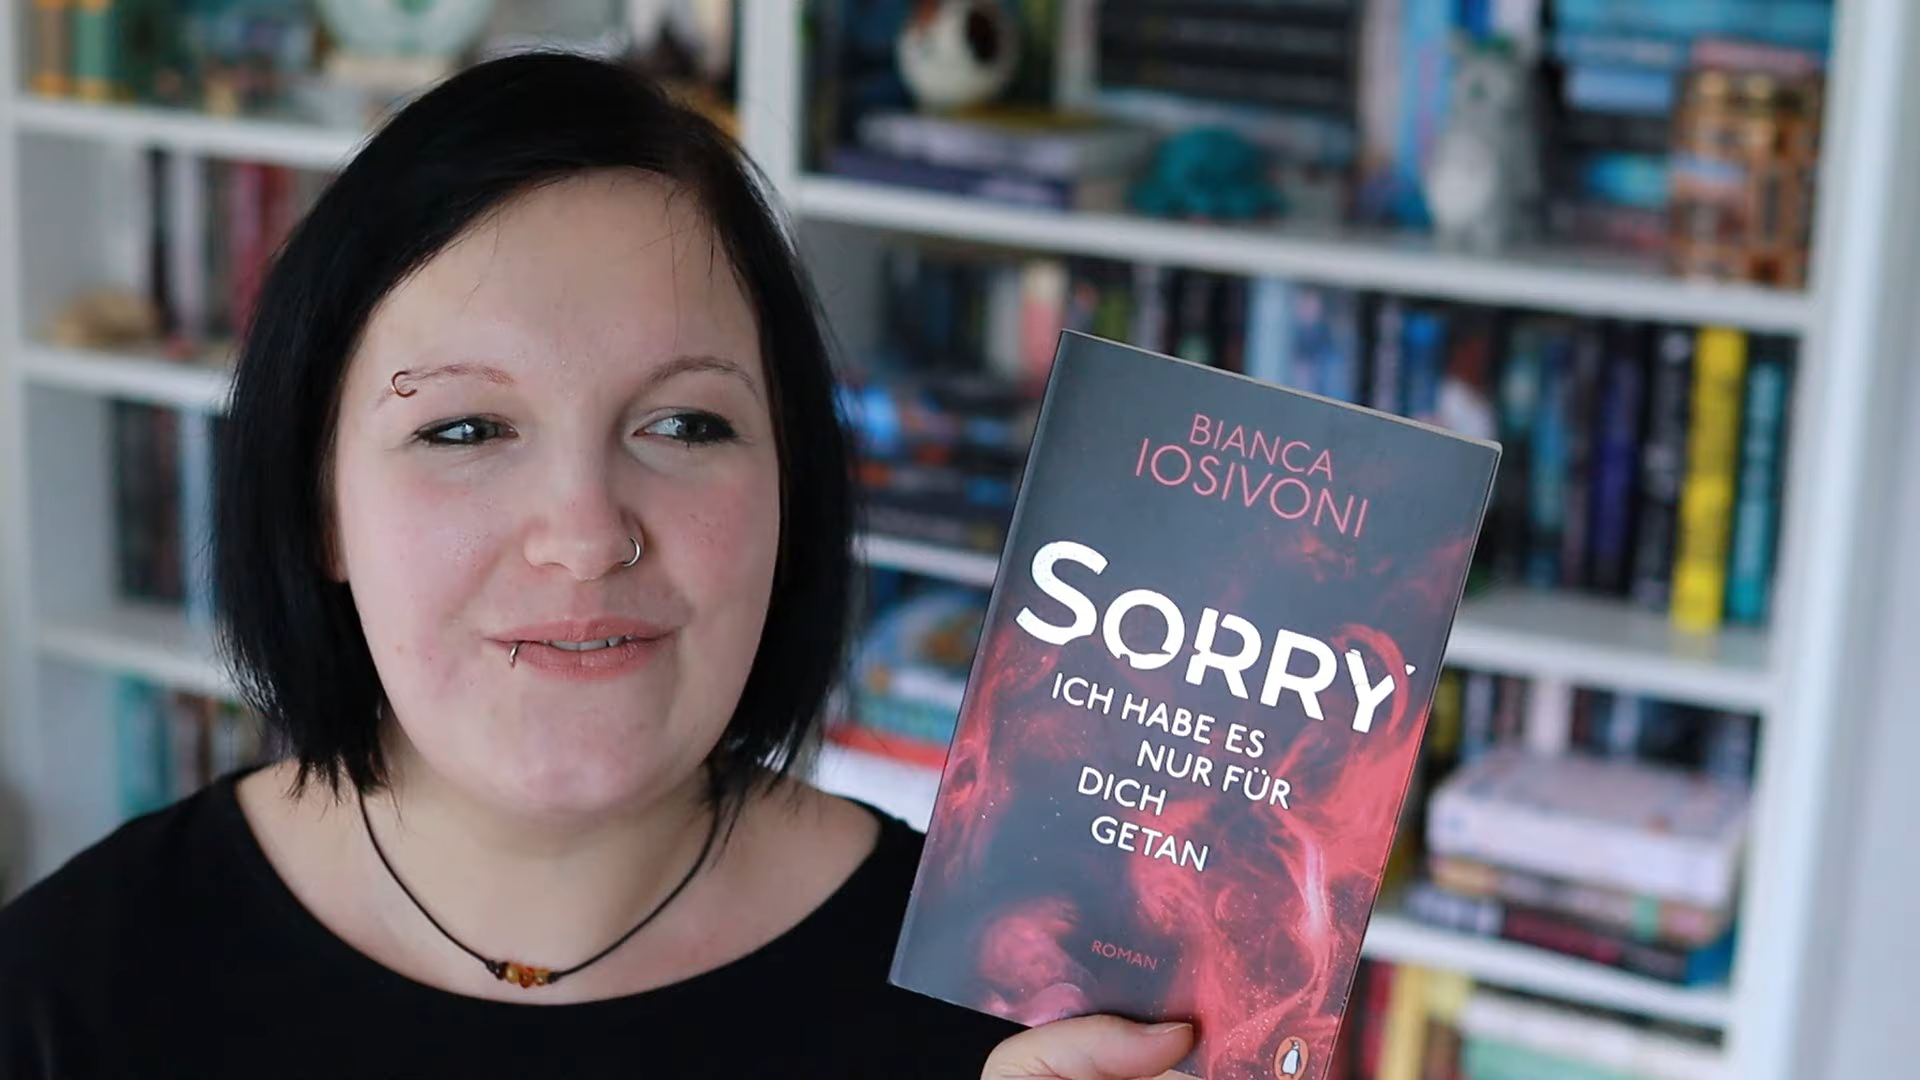 BIANCA
IOSIVONI
SORRY
ICH HABE ES
NUR FÜR
DICH
GETAN
ROMAN